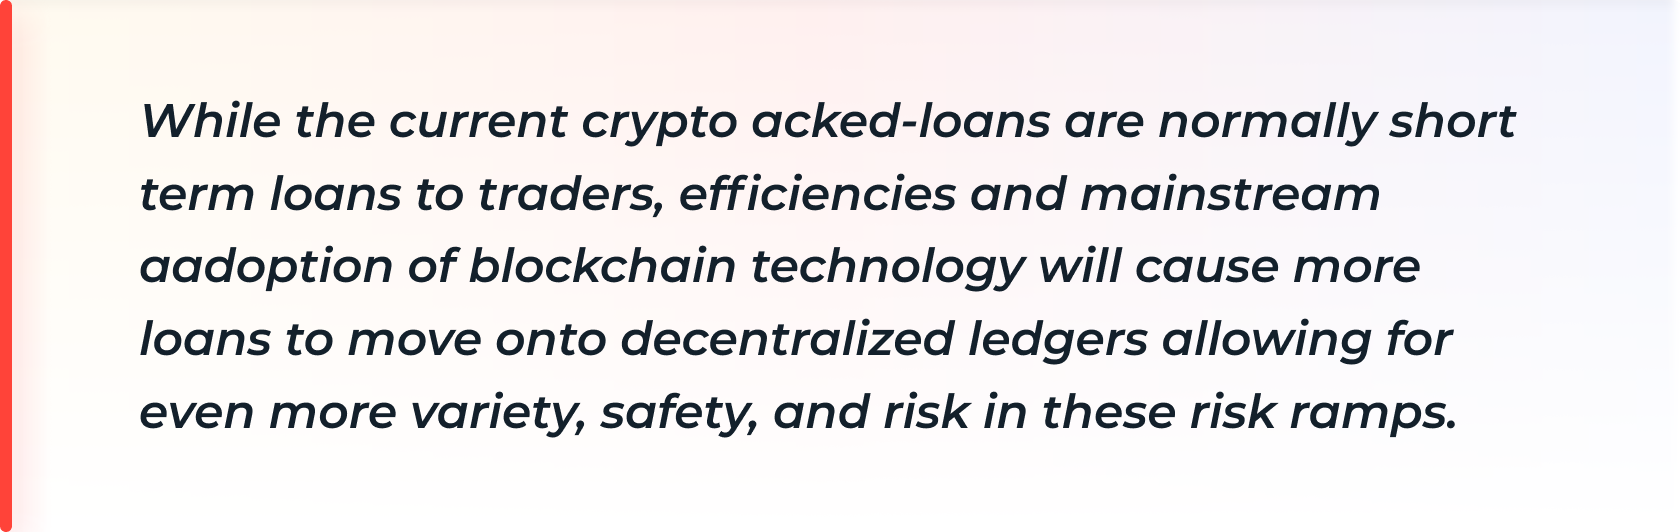 While the current crypto acked-loans are normally short
term loans to traders, efficiencies and mainstream
aadoption of blockchain technology will cause more
loans to move onto decentralized ledgers allowing for
even more variety, safety, and risk in these risk ramps.